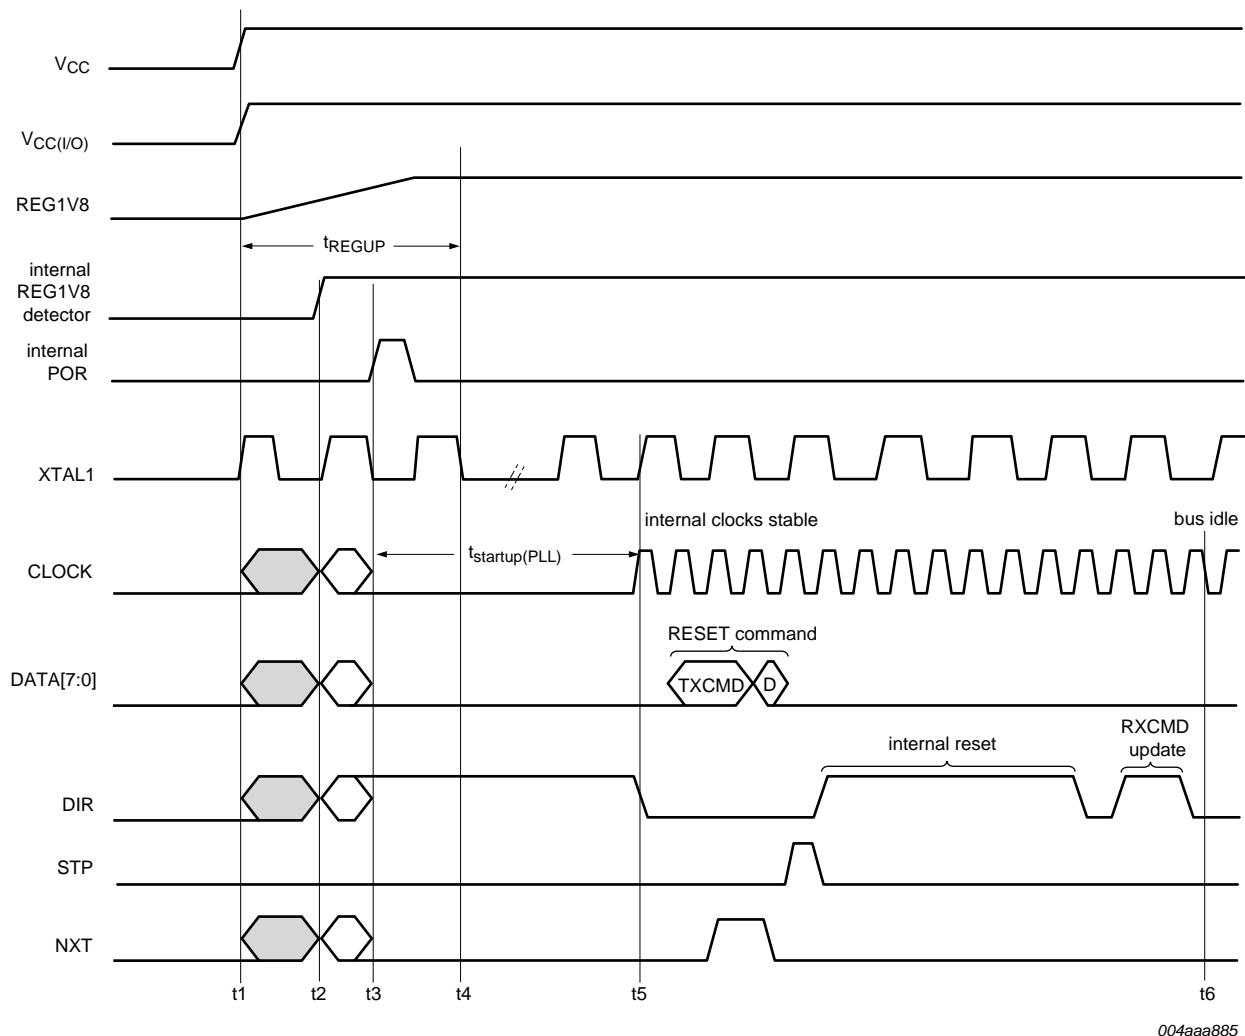 VCC
VCC(I/O)
REG1V8
tREGUP
internal
REG1V8
detector
internal
POR
XTAL1
internal clocks stable
bus idle
CLOCK
tstartup(PLL)
RESET command
DATA[7:0]
TXCMD
D
internal reset
RXCMD
update
DIR
STP
NXT
t1
t2
t3
t4
t5
t6
004aaa885